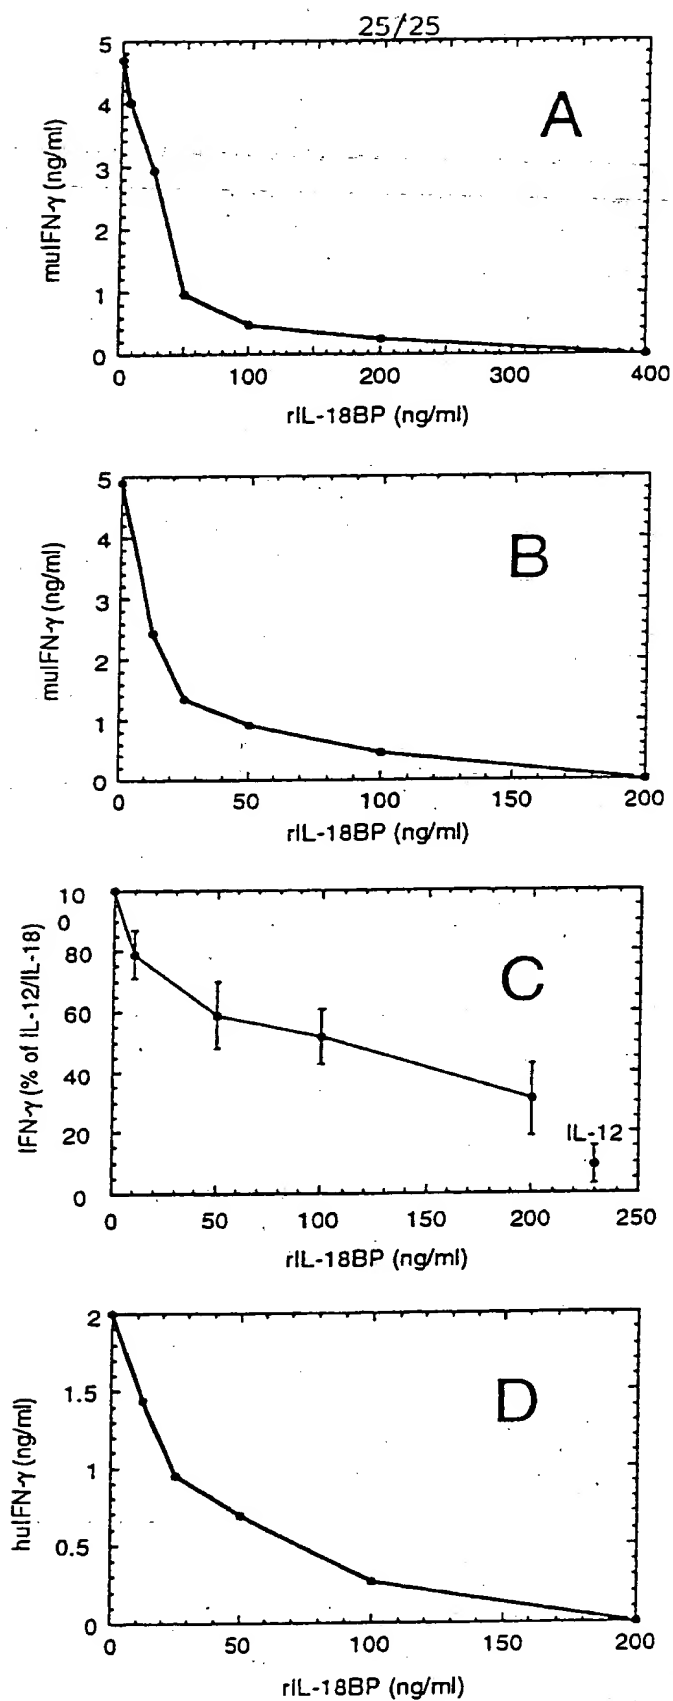 25/25
5
4
3
2
1
0
muIFN-γ (ng/ml)
A
0 100 200 300 400
rIL-18BP (ng/ml)
5
4
3
2
1
0
muIFN-γ (ng/ml)
B
0 50 100 150 200
rIL-18BP (ng/ml)
10
0
80
60
40
20
0
IFN-γ (% of IL-12/IL-18)
C
IL-12
0 50 100 150 200 250
rIL-18BP (ng/ml)
2
1.5
1
0.5
0
huIFN-γ (ng/ml)
D
0 50 100 150 200
rIL-18BP (ng/ml)